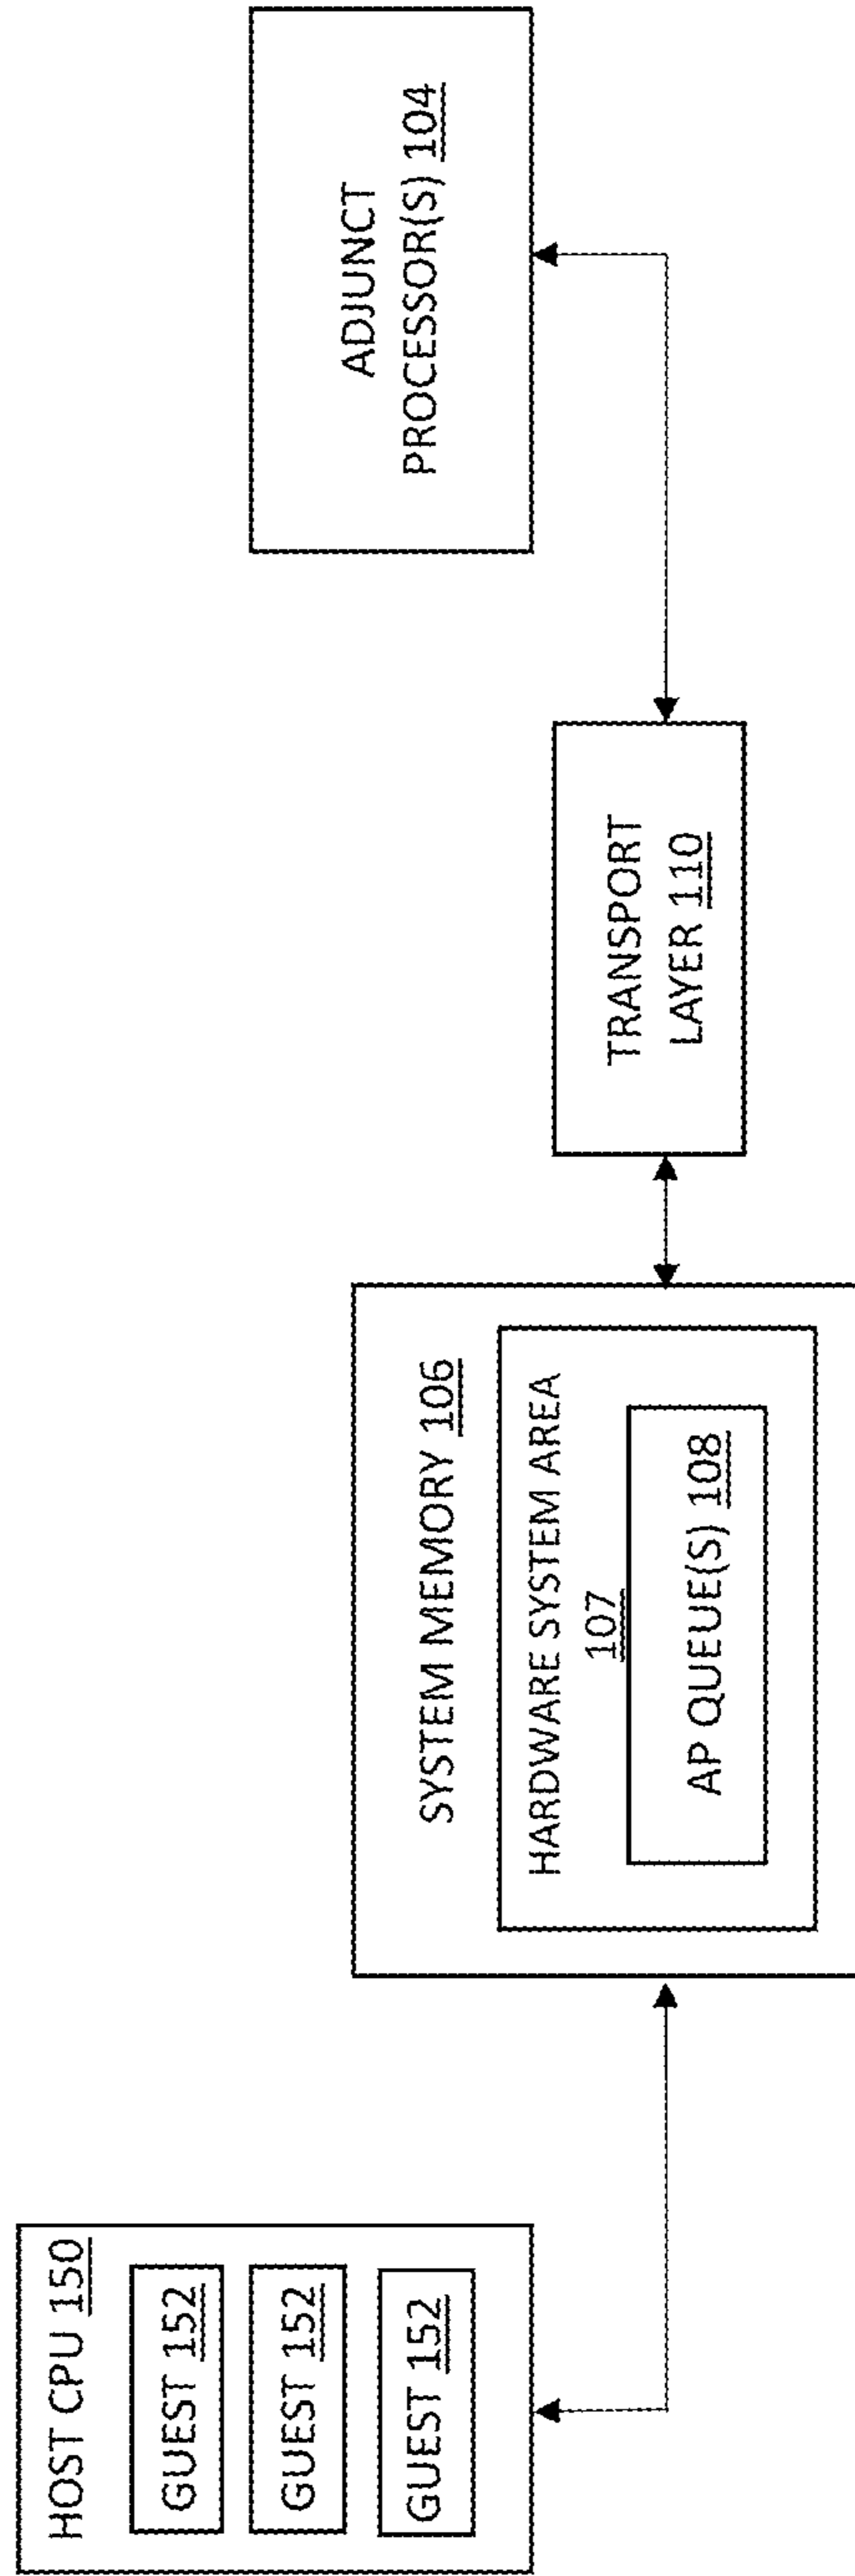 HOST CPU 150
GUEST 152
GUEST 152
GUEST 152
SYSTEM MEMORY 106
HARDWARE SYSTEM AREA
107
AP QUEUE(S) 108
TRANSPORT
LAYER 110
ADJUNCT
PROCESSOR(S) 104